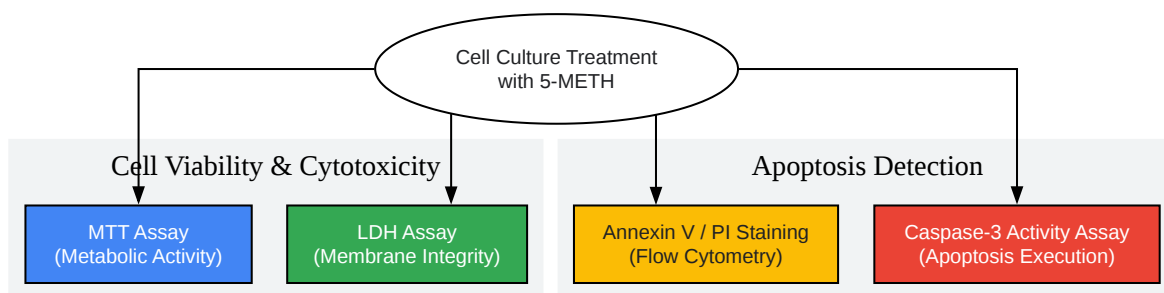 Cell Culture Treatment
with 5-METH
Cell Viability & Cytotoxicity
Apoptosis Detection
MTT Assay
(Metabolic Activity)
LDH Assay
(Membrane Integrity)
Annexin V / PI Staining
(Flow Cytometry)
Caspase-3 Activity Assay
(Apoptosis Execution)